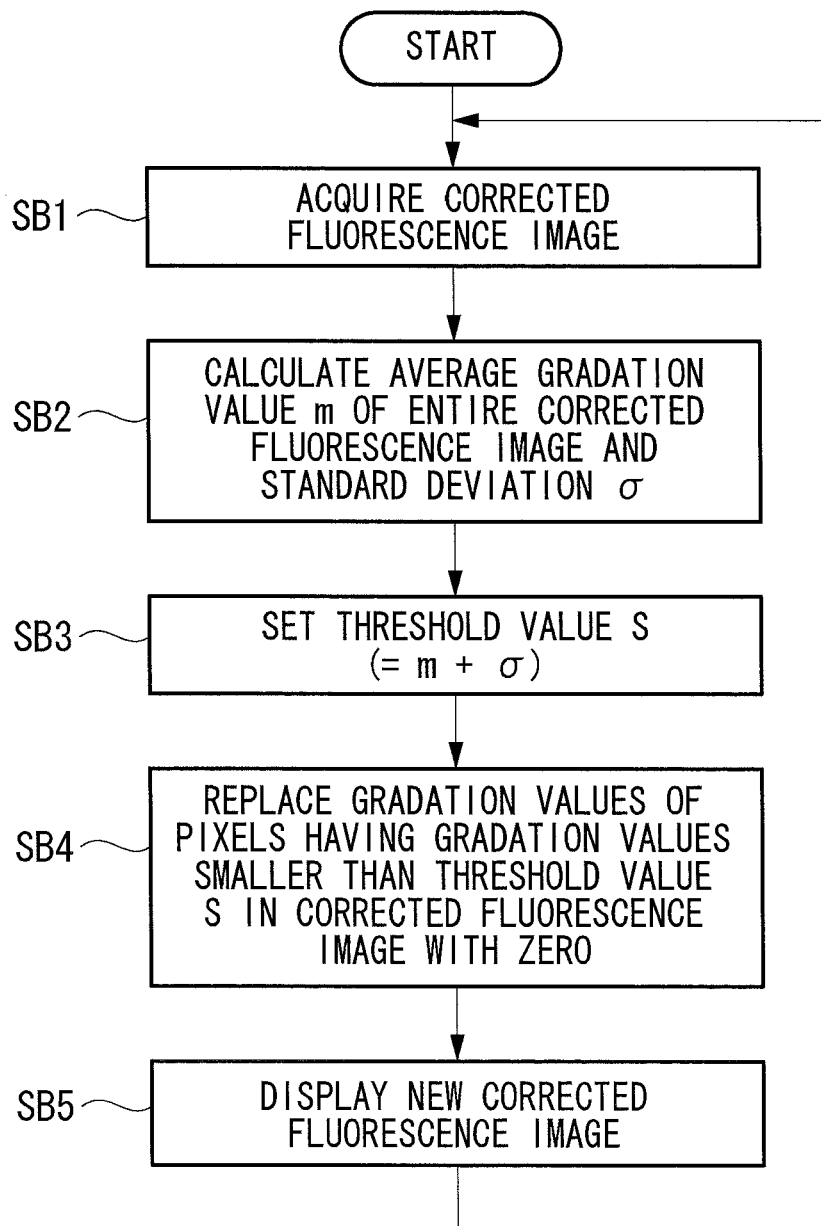 START
SB1
ACQUIRE CORRECTED
FLUORESCENCE IMAGE
SB2
CALCULATE AVERAGE GRADATION
VALUE m OF ENTIRE CORRECTED
FLUORESCENCE IMAGE AND
STANDARD DEVIATION σ
SB3
SET THRESHOLD VALUE S
(= m + σ)
SB4
REPLACE GRADATION VALUES OF
PIXELS HAVING GRADATION VALUES
SMALLER THAN THRESHOLD VALUE
S IN CORRECTED FLUORESCENCE
IMAGE WITH ZERO
SB5
DISPLAY NEW CORRECTED
FLUORESCENCE IMAGE